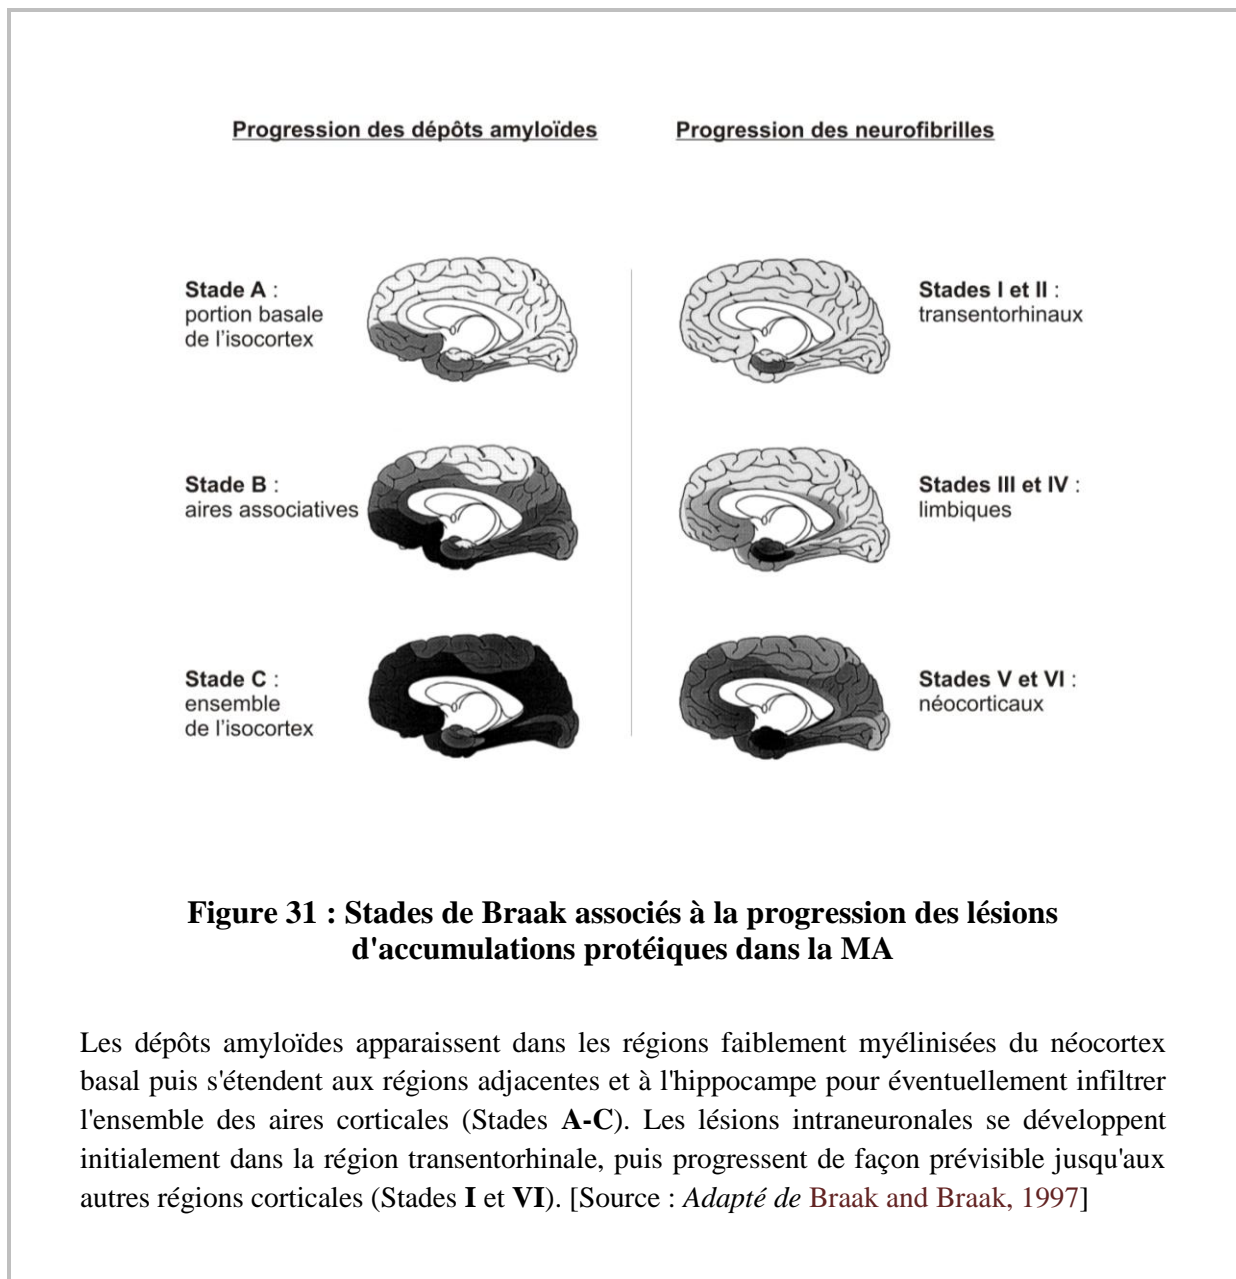 Progression des dépôts amyloïdes
Progression des neurofibrilles
Stade A :
portion basale
de l'isocortex
Stades I et II :
transentorhinaux
Stade B :
aires associatives
Stades III et IV :
limbiques
Stade C :
ensemble
de l'isocortex
Stades V et VI :
néocorticaux
Figure 31 : Stades de Braak associés à la progression des lésions
d'accumulations protéiques dans la MA
Les dépôts amyloïdes apparaissent dans les régions faiblement myélinisées du néocortex
basal puis s'étendent aux régions adjacentes et à l'hippocampe pour éventuellement infiltrer
l'ensemble des aires corticales (Stades A-C). Les lésions intraneuronales se développent
initialement dans la région transentorhinale, puis progressent de façon prévisible jusqu'aux
autres régions corticales (Stades I et VI). [Source : Adapté de Braak and Braak, 1997]